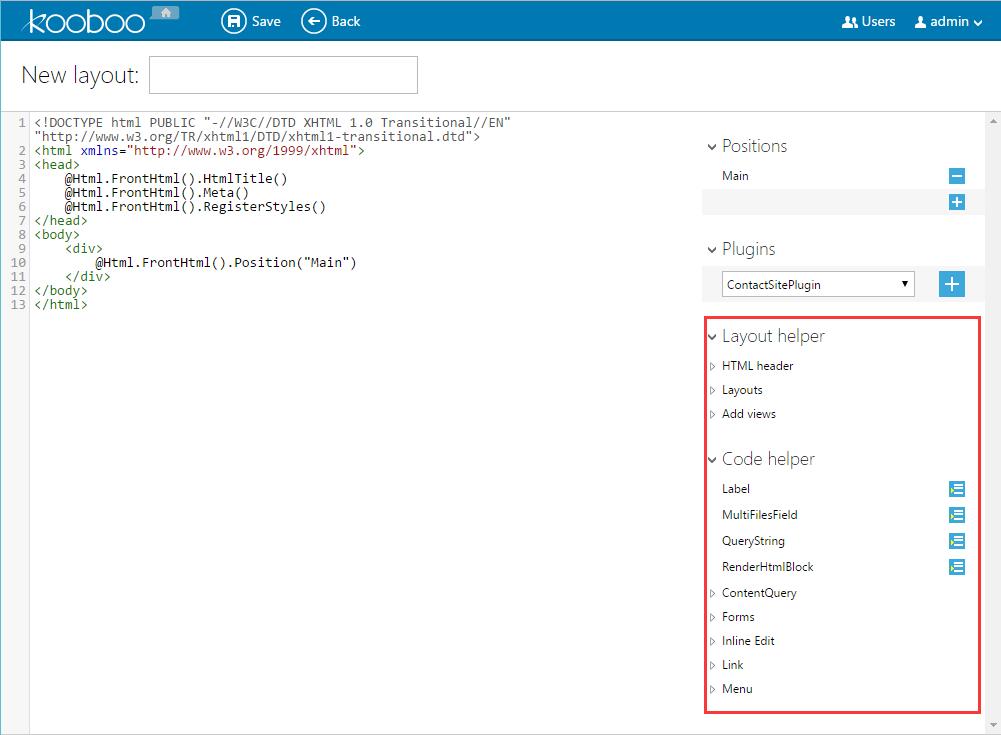 kooboo
Save
Back
Users
admin
New layout:
1 <!DOCTYPE html PUBLIC "-//W3C//DTD XHTML 1.0 Transitional//EN"
"http://www.w3.org/TR/xhtml1/DTD/xhtml1-transitional.dtd">
2 <html xmlns="http://www.w3.org/1999/xhtml">
3 <head>
4 @Html.FrontHtml().HtmlTitle()
5 @Html.FrontHtml().Meta()
6 @Html.FrontHtml().RegisterStyles()
7 </head>
8 <body>
9 <div>
10 @Html.FrontHtml().Position("Main")
11 </div>
12 </body>
13 </html>
Positions
Main
Plugins
ContactSitePlugin
Layout helper
HTML header
Layouts
Add views
Code helper
Label
MultiFilesField
QueryString
RenderHtmlBlock
ContentQuery
Forms
Inline Edit
Link
Menu